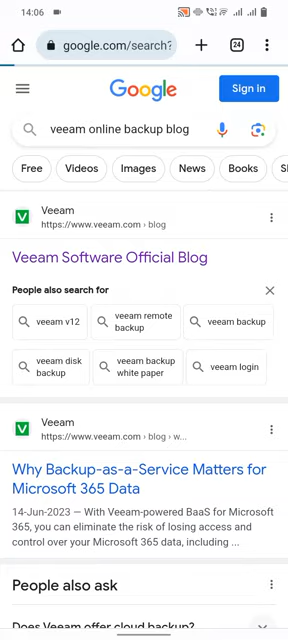 14:06
google.com/search?
24
Google
Sign in
veeam online backup blog
Free
Videos
Images
News
Books
Veeam
https://www.veeam.com › blog
Veeam Software Official Blog
People also search for
veeam v12
veeam remote
backup
veeam backup
veeam disk
backup
veeam backup
white paper
veeam login
Veeam
https://www.veeam.com › blog › w...
Why Backup-as-a-Service Matters for
Microsoft 365 Data
14-Jun-2023 — With Veeam-powered BaaS for Microsoft
365, you can eliminate the risk of losing access and
control over your Microsoft 365 data, including ...
People also ask
Does Veeam offer cloud backup?